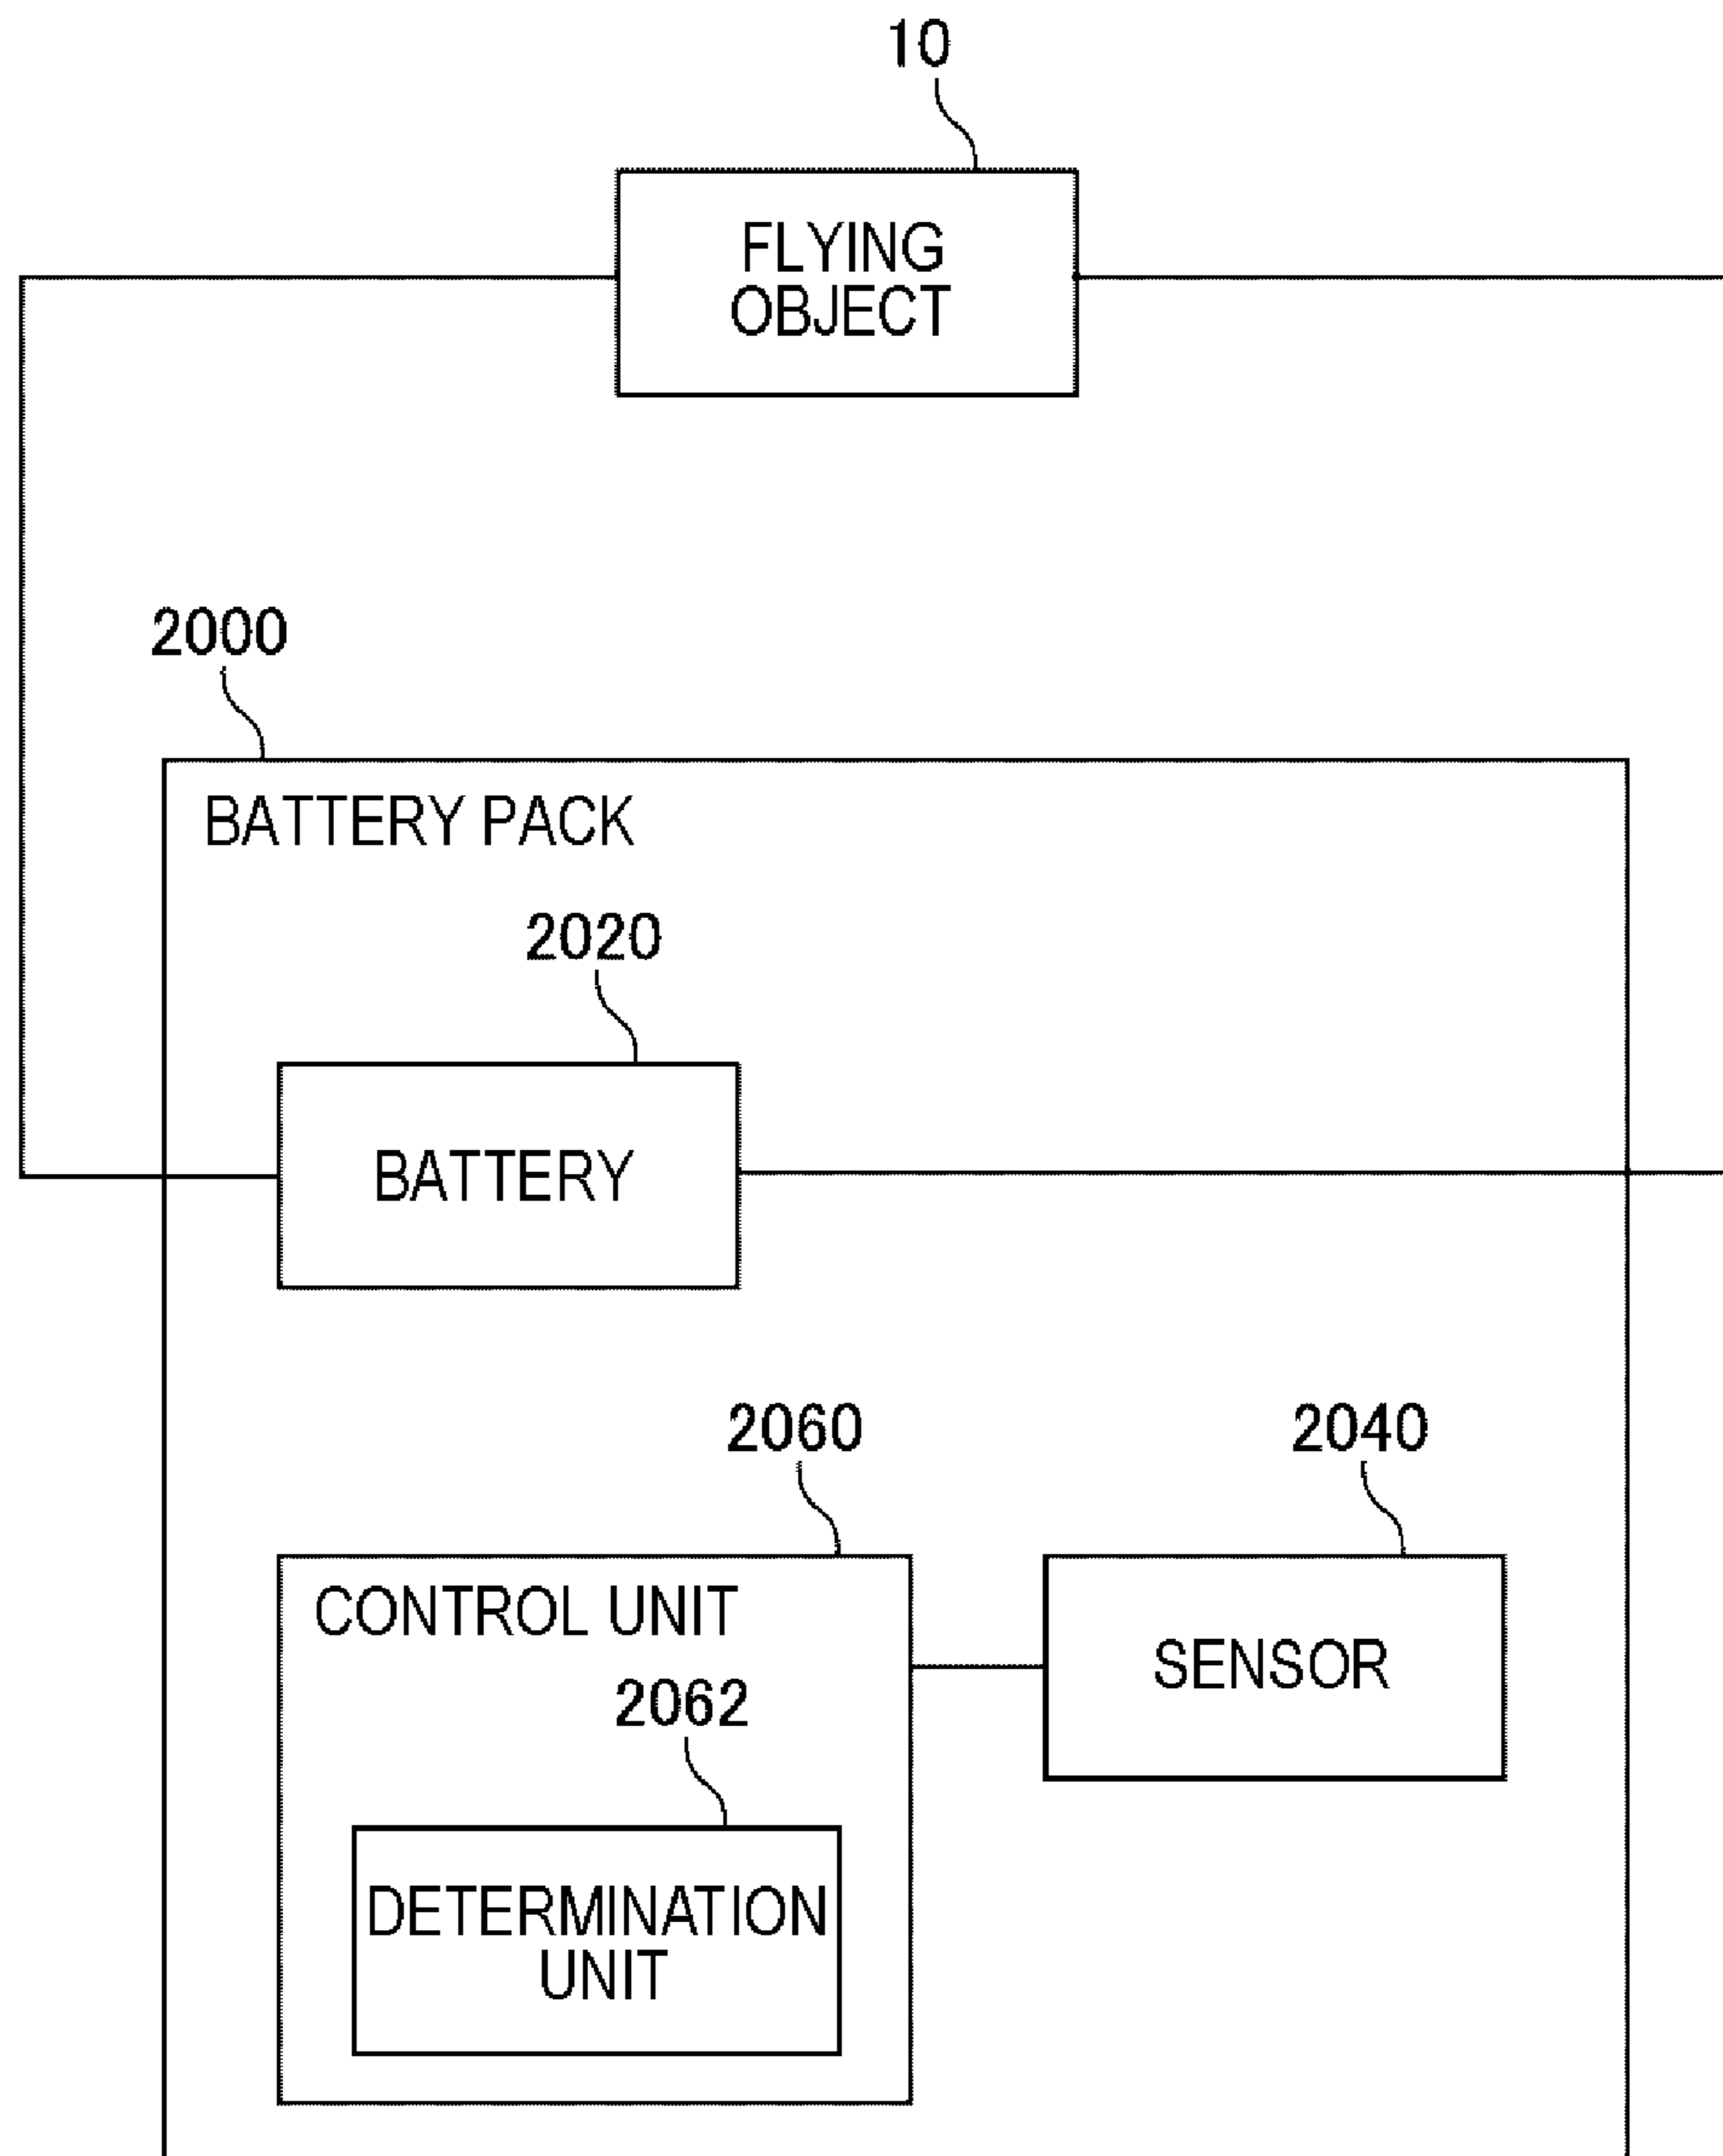 10
FLYING
OBJECT
2000
BATTERY PACK
2020
BATTERY
2060
2040
CONTROL UNIT
SENSOR
2062
DETERMINATION
UNIT